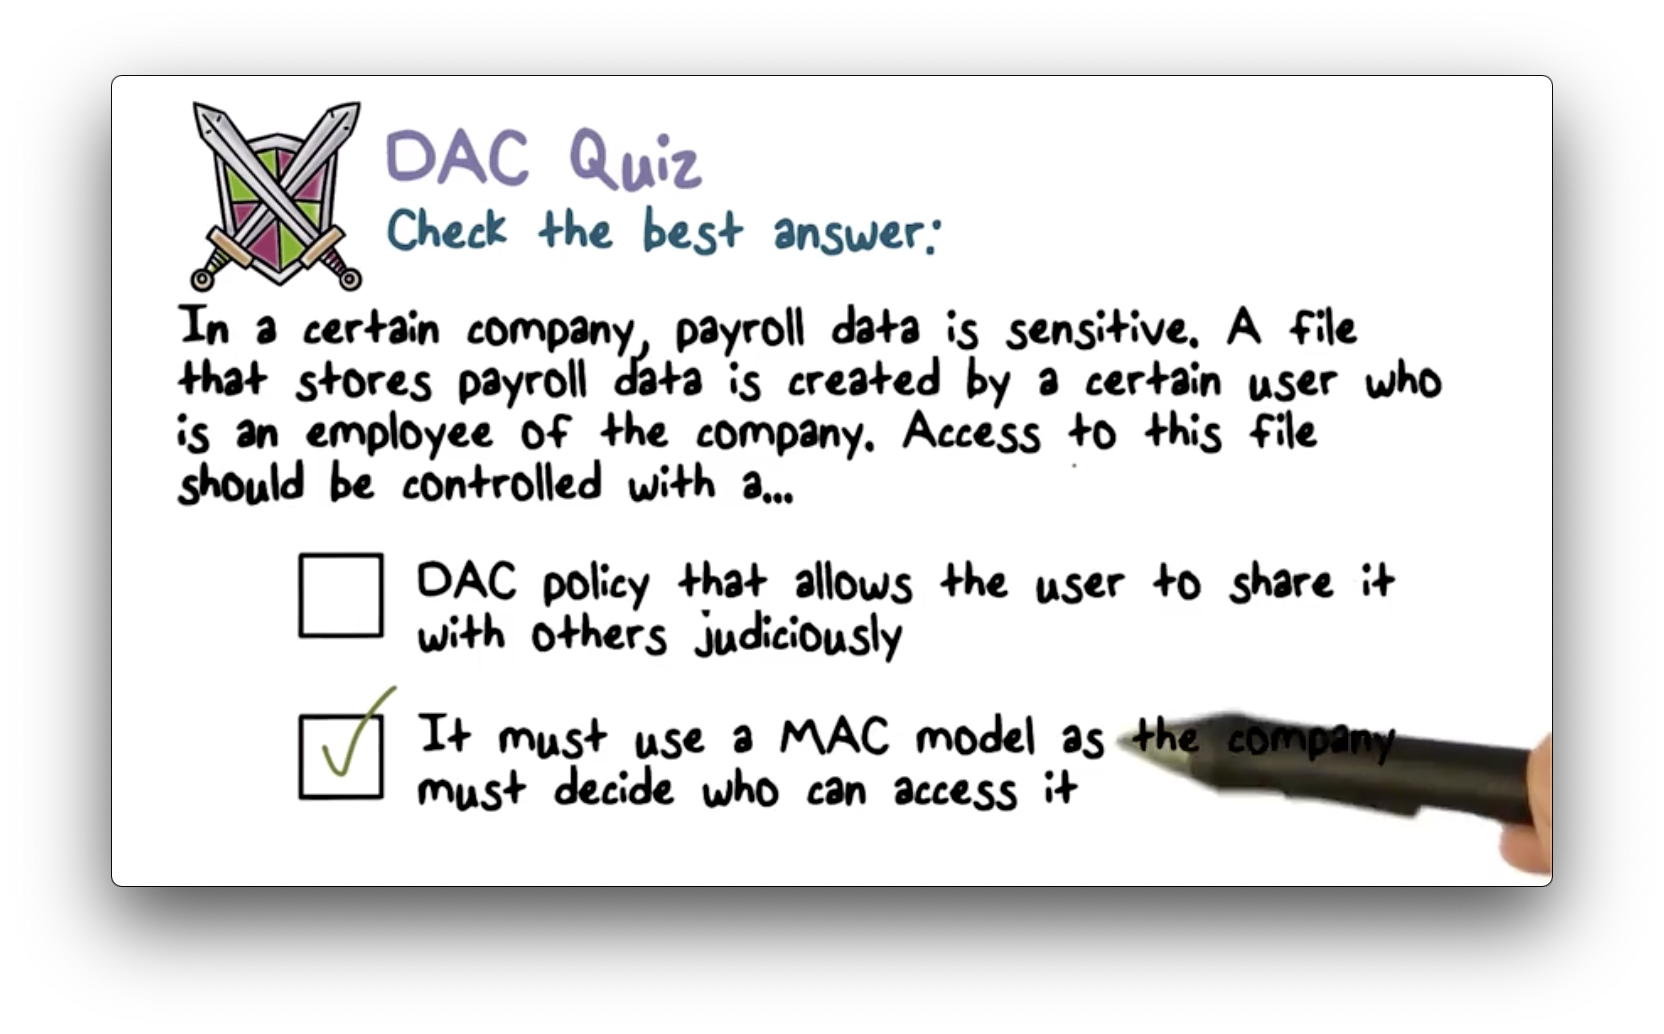 DAC Quiz
Check the best answer:
In a certain company, payroll data is sensitive. A file
that stores payroll data is created by a certain user who
is an employee of the company. Access to this file
should be controlled with a...
DAC policy that allows the user to share it
with others judiciously
It must use a MAC model as the company
must decide who can access it